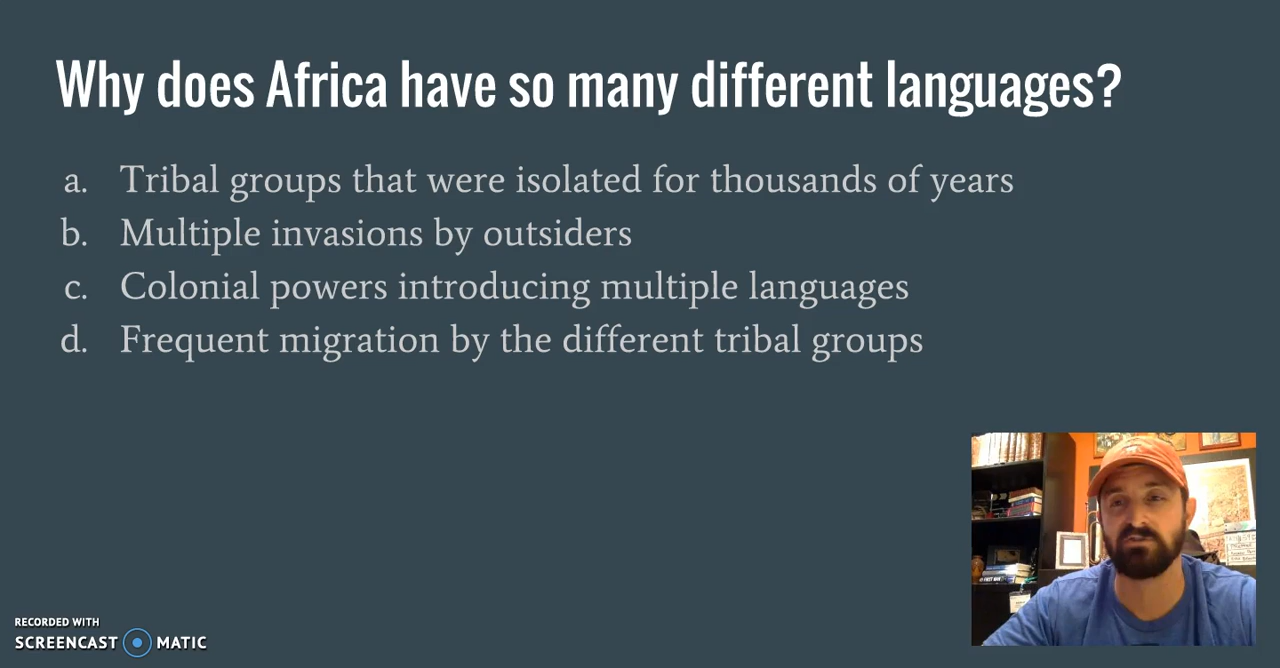 Why does Africa have so many different languages?
a. Tribal groups that were isolated for thousands of years
b. Multiple invasions by outsiders
c. Colonial powers introducing multiple languages
d. Frequent migration by the different tribal groups
RECORDED WITH
SCREENCAST MATIC